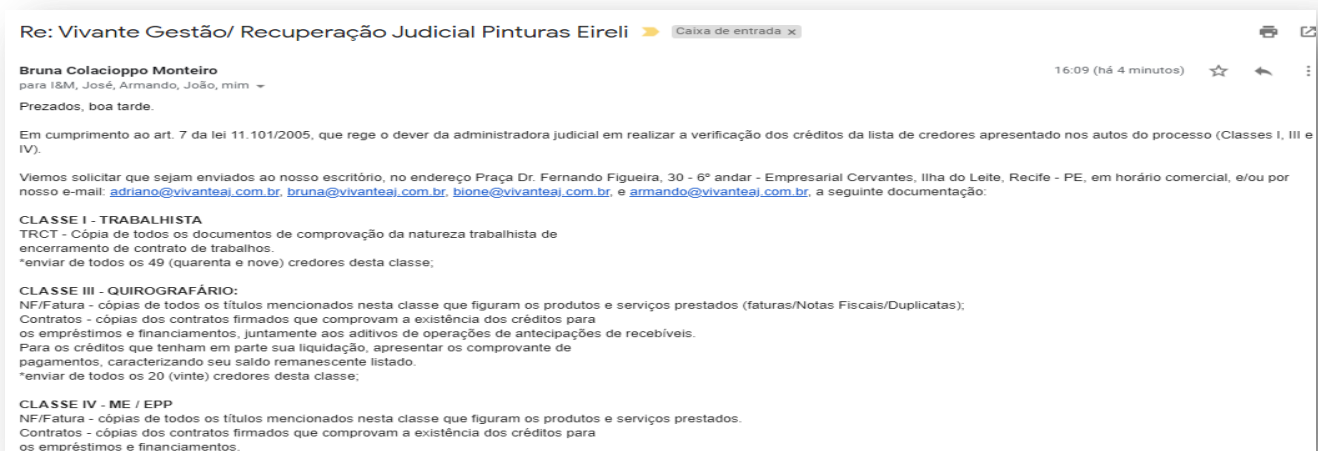 Re: Vivante Gestão/ Recuperação Judicial Pinturas Eireli Caixa de entrada x
Bruna Colacioppo Monteiro 16:09 (há 4 minutos)
para I&M, José, Armando, João, mim
Prezados, boa tarde.
Em cumprimento ao art. 7 da lei 11.101/2005, que rege o dever da administradora judicial em realizar a verificação dos créditos da lista de credores apresentado nos autos do processo (Classes I, III e
IV).
Viemos solicitar que sejam enviados ao nosso escritório, no endereço Praça Dr. Fernando Figueira, 30 - 6º andar - Empresarial Cervantes, Ilha do Leite, Recife - PE, em horário comercial, e/ou por
nosso e-mail: adriano@vivanteaj.com.br, bruna@vivanteaj.com.br, bione@vivanteaj.com.br, e armando@vivanteaj.com.br, a seguinte documentação:
CLASSE I - TRABALHISTA
TRCT - Cópia de todos os documentos de comprovação da natureza trabalhista de
encerramento de contrato de trabalhos.
*enviar de todos os 49 (quarenta e nove) credores desta classe;
CLASSE III - QUIROGRAFÁRIO:
NF/Fatura - cópias de todos os títulos mencionados nesta classe que figuram os produtos e serviços prestados (faturas/Notas Fiscais/Duplicatas);
Contratos - cópias dos contratos firmados que comprovam a existência dos créditos para
os empréstimos e financiamentos, juntamente aos aditivos de operações de antecipações de recebíveis.
Para os créditos que tenham em parte sua liquidação, apresentar os comprovante de
pagamentos, caracterizando seu saldo remanescente listado.
*enviar de todos os 20 (vinte) credores desta classe;
CLASSE IV - ME / EPP
NF/Fatura - cópias de todos os títulos mencionados nesta classe que figuram os produtos e serviços prestados.
Contratos - cópias dos contratos firmados que comprovam a existência dos créditos para
os empréstimos e financiamentos.